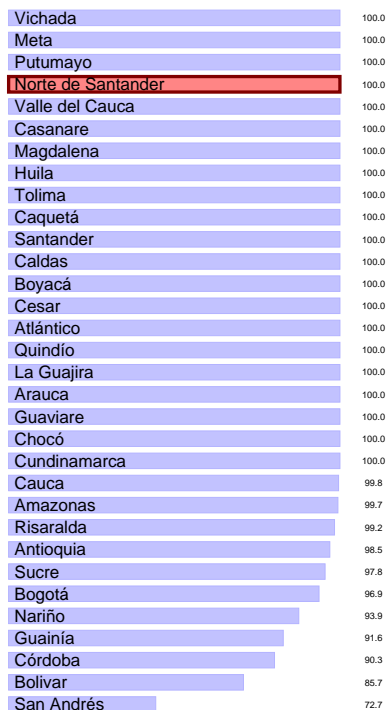 Vichada 100.0
Meta 100.0
Putumayo 100.0
Norte de Santander 100.0
Valle del Cauca 100.0
Casanare 100.0
Magdalena 100.0
Huila 100.0
Tolima 100.0
Caquetá 100.0
Santander 100.0
Caldas 100.0
Boyacá 100.0
Cesar 100.0
Atlántico 100.0
Quindío 100.0
La Guajira 100.0
Arauca 100.0
Guaviare 100.0
Chocó 100.0
Cundinamarca 100.0
Cauca 99.8
Amazonas 99.7
Risaralda 99.2
Antioquia 98.5
Sucre 97.8
Bogotá 96.9
Nariño 93.9
Guainía 91.6
Córdoba 90.3
Bolivar 85.7
San Andrés 72.7